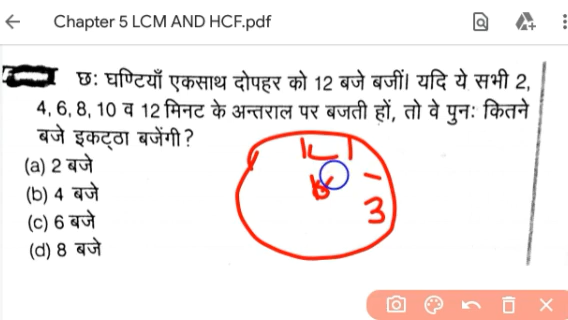 Chapter 5 LCM AND HCF.pdf
छ: घण्टियाँ एकसाथ दोपहर को 12 बजे बजीं। यदि ये सभी 2,
4, 6, 8, 10 व 12 मिनट के अन्तराल पर बजती हों, तो वे पुनः कितने
बजे इकट्ठा बजेंगी?
(a) 2 बजे
(b) 4 बजे
(c) 6 बजे
(d) 8 बजे
3